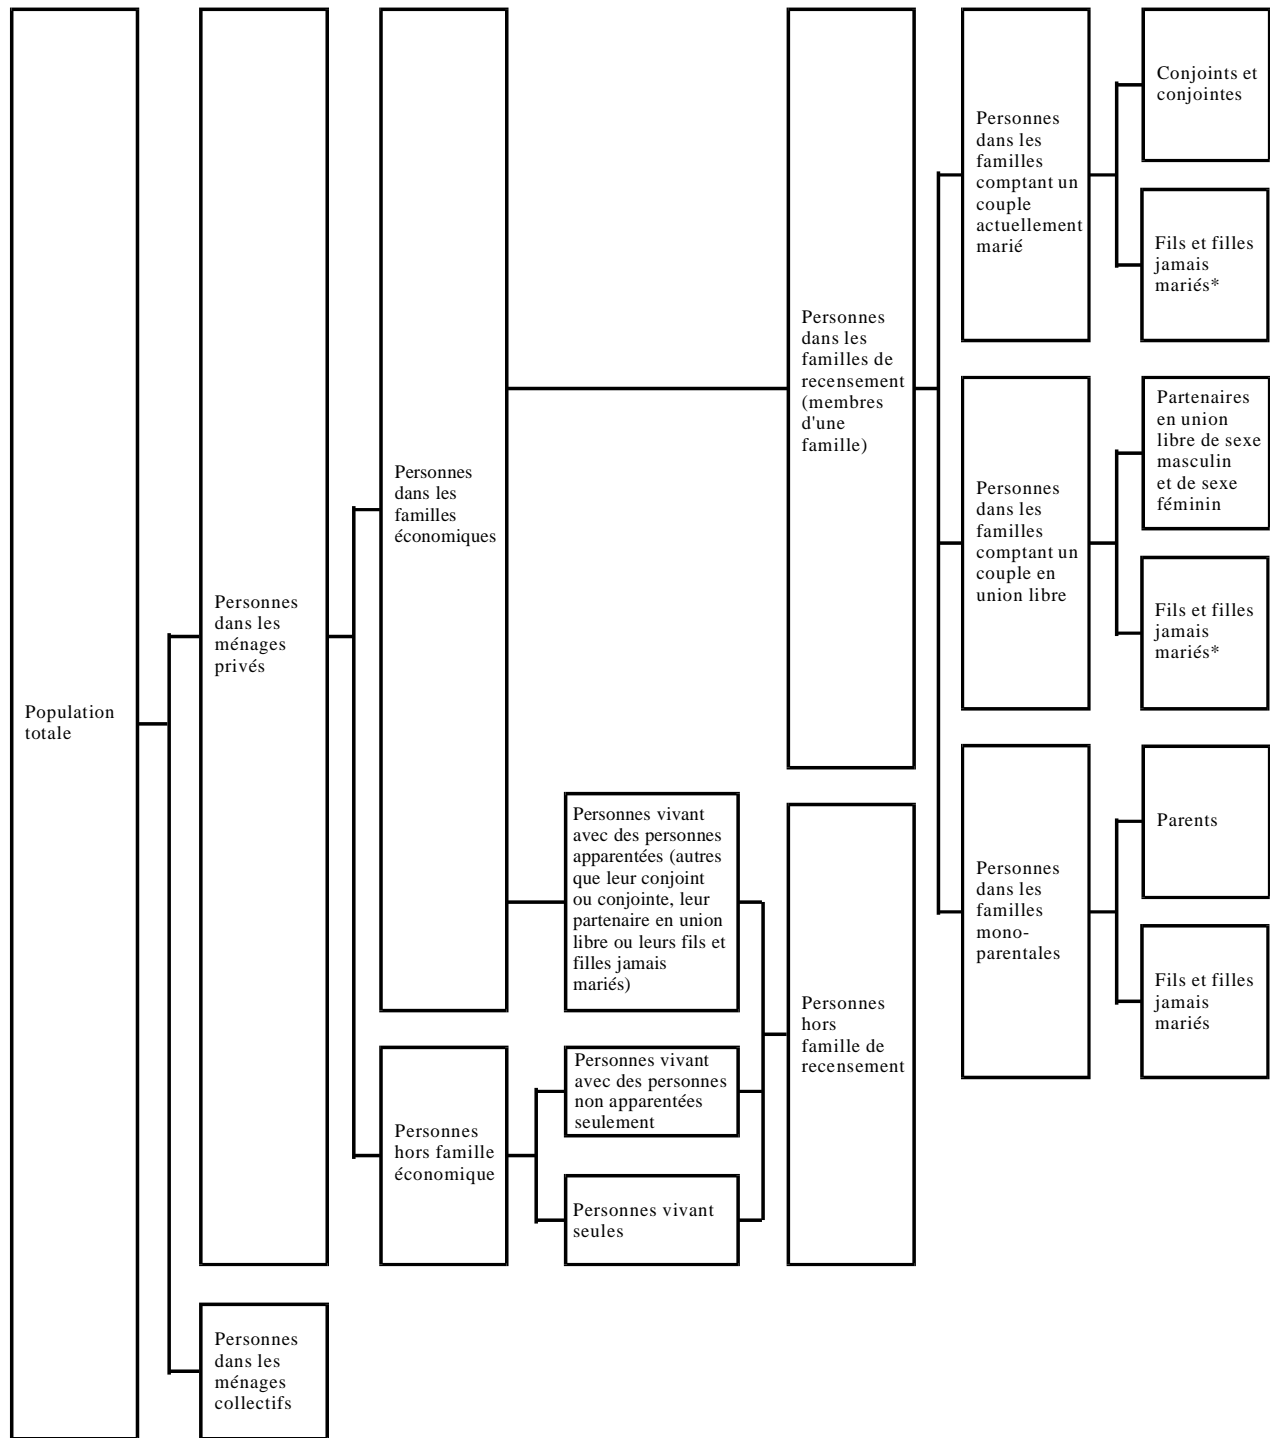 Population
totale
Personnes
dans les
ménages
privés
Personnes
dans les
ménages
collectifs
Personnes
dans les
familles
économiques
Personnes
hors famille
économique
Personnes vivant
avec des personnes
apparentées (autres
que leur conjoint
ou conjointe, leur
partenaire en union
libre ou leurs fils et
filles jamais
mariés)
Personnes vivant
avec des personnes
non apparentées
seulement
Personnes vivant
seules
Personnes
dans les
familles de
recensement
(membres
d'une
famille)
Personnes
hors
famille de
recensement
Personnes
dans les
familles
comptant un
couple
actuellement
marié
Conjoints et
conjointes
Fils et filles
jamais
mariés*
Personnes
dans les
familles
comptant un
couple en
union libre
Partenaires
en union
libre de sexe
masculin
et de sexe
féminin
Fils et filles
jamais
mariés*
Personnes
dans les
familles
mono-
parentales
Parents
Fils et filles
jamais
mariés